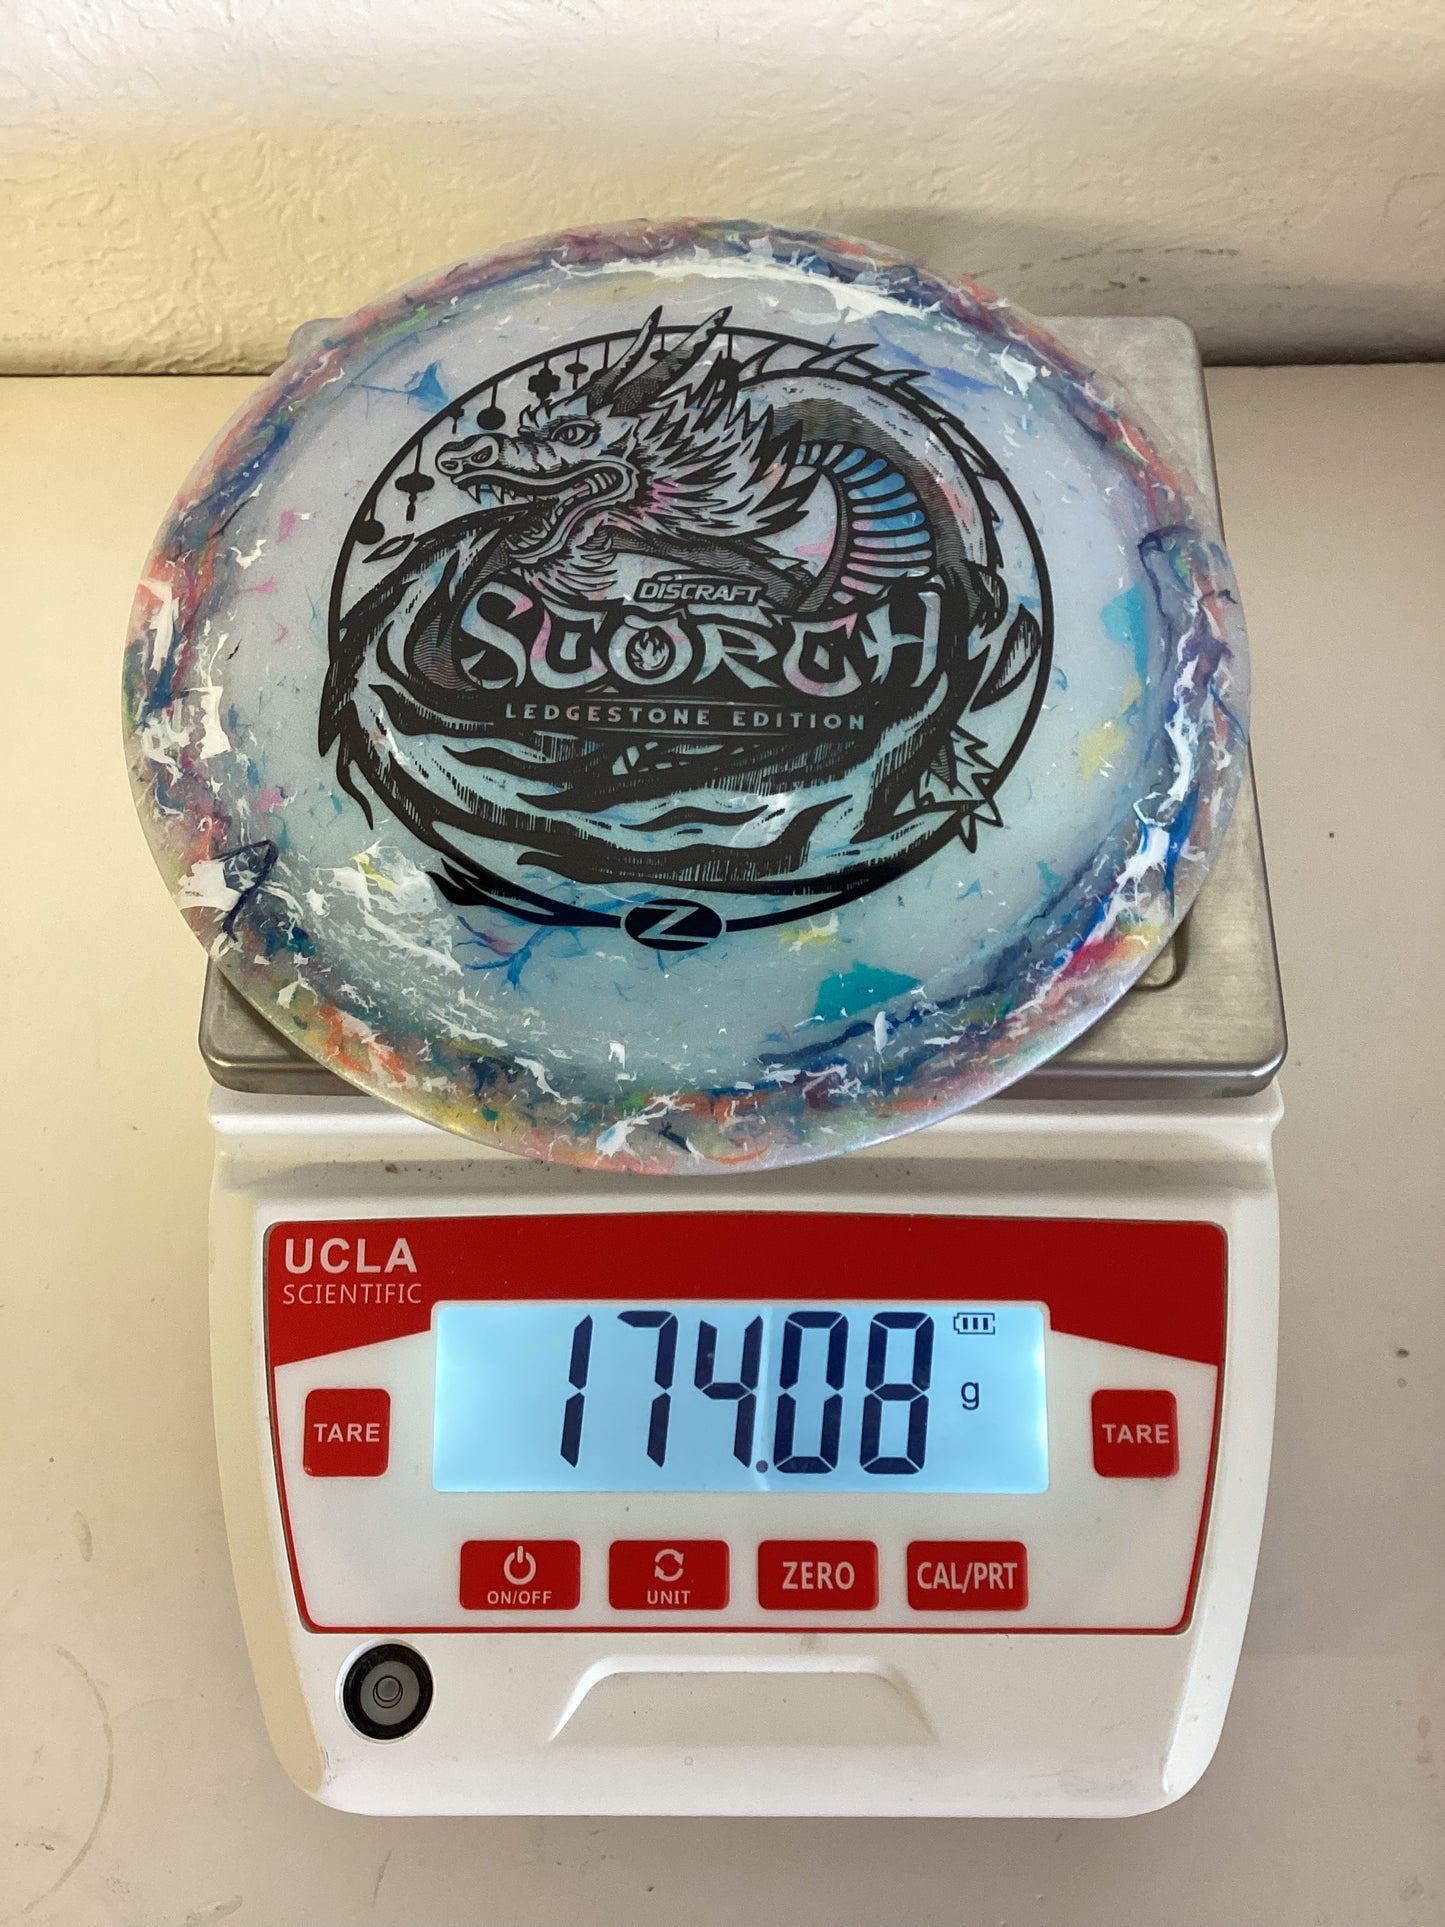 DISCRAFT
SCORCH
LEDGESTONE EDITION
Z
UCLA
SCIENTIFIC
174.08 g
TARE
TARE
ON/OFF
UNIT
ZERO
CAL/PRT